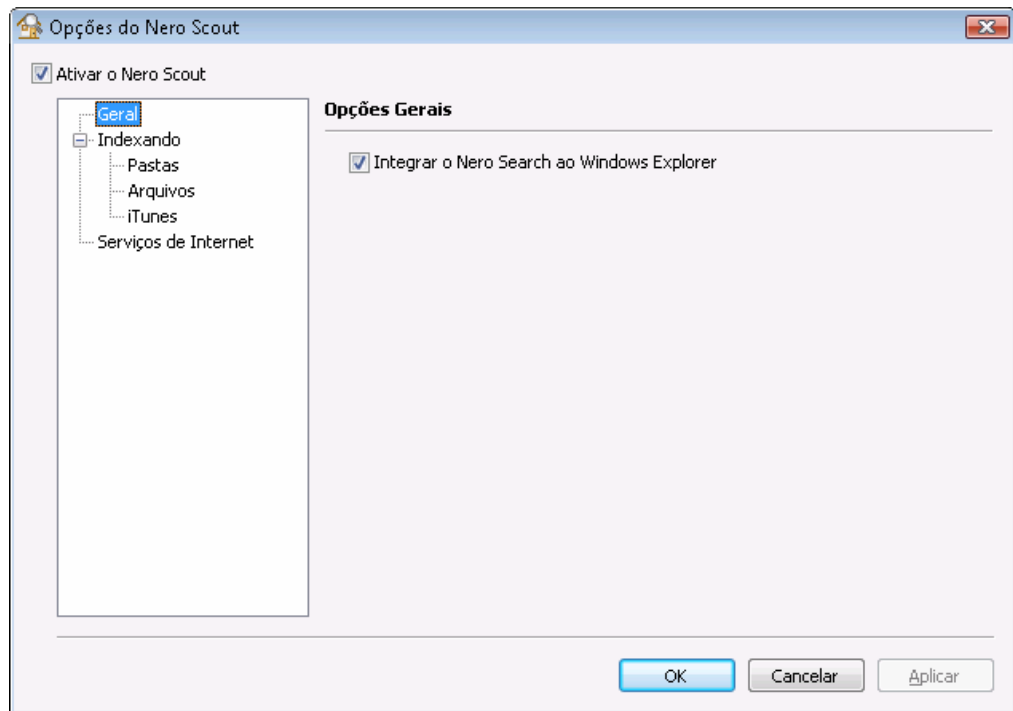 Opções do Nero Scout
Ativar o Nero Scout
Geral
Indexando
Pastas
Arquivos
iTunes
Serviços de Internet
Opções Gerais
Integrar o Nero Search ao Windows Explorer
OK
Cancelar
Aplicar